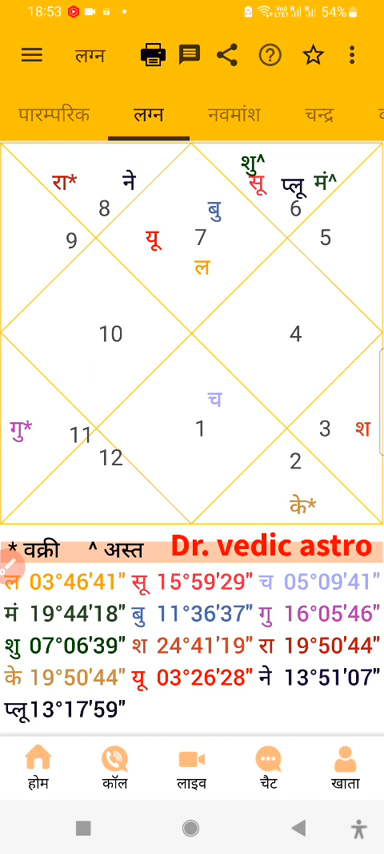 18:53 54%
लग्न
पारम्परिक लग्न नवमांश चन्द्र
शु^
रा* ने सू प्लू मं^
8 बु 6
9 यू 7 5
ल
10 4
च
गु* 11 1 3 श
12 2
के*
* वक्री ^ अस्त Dr. vedic astro
ल 03°46'41" सू 15°59'29" च 05°09'41"
मं 19°44'18" बु 11°36'37" गु 16°05'46"
शु 07°06'39" श 24°41'19" रा 19°50'44"
के 19°50'44" यू 03°26'28" ने 13°51'07"
प्लू 13°17'59"
होम कॉल लाइव चैट खाता